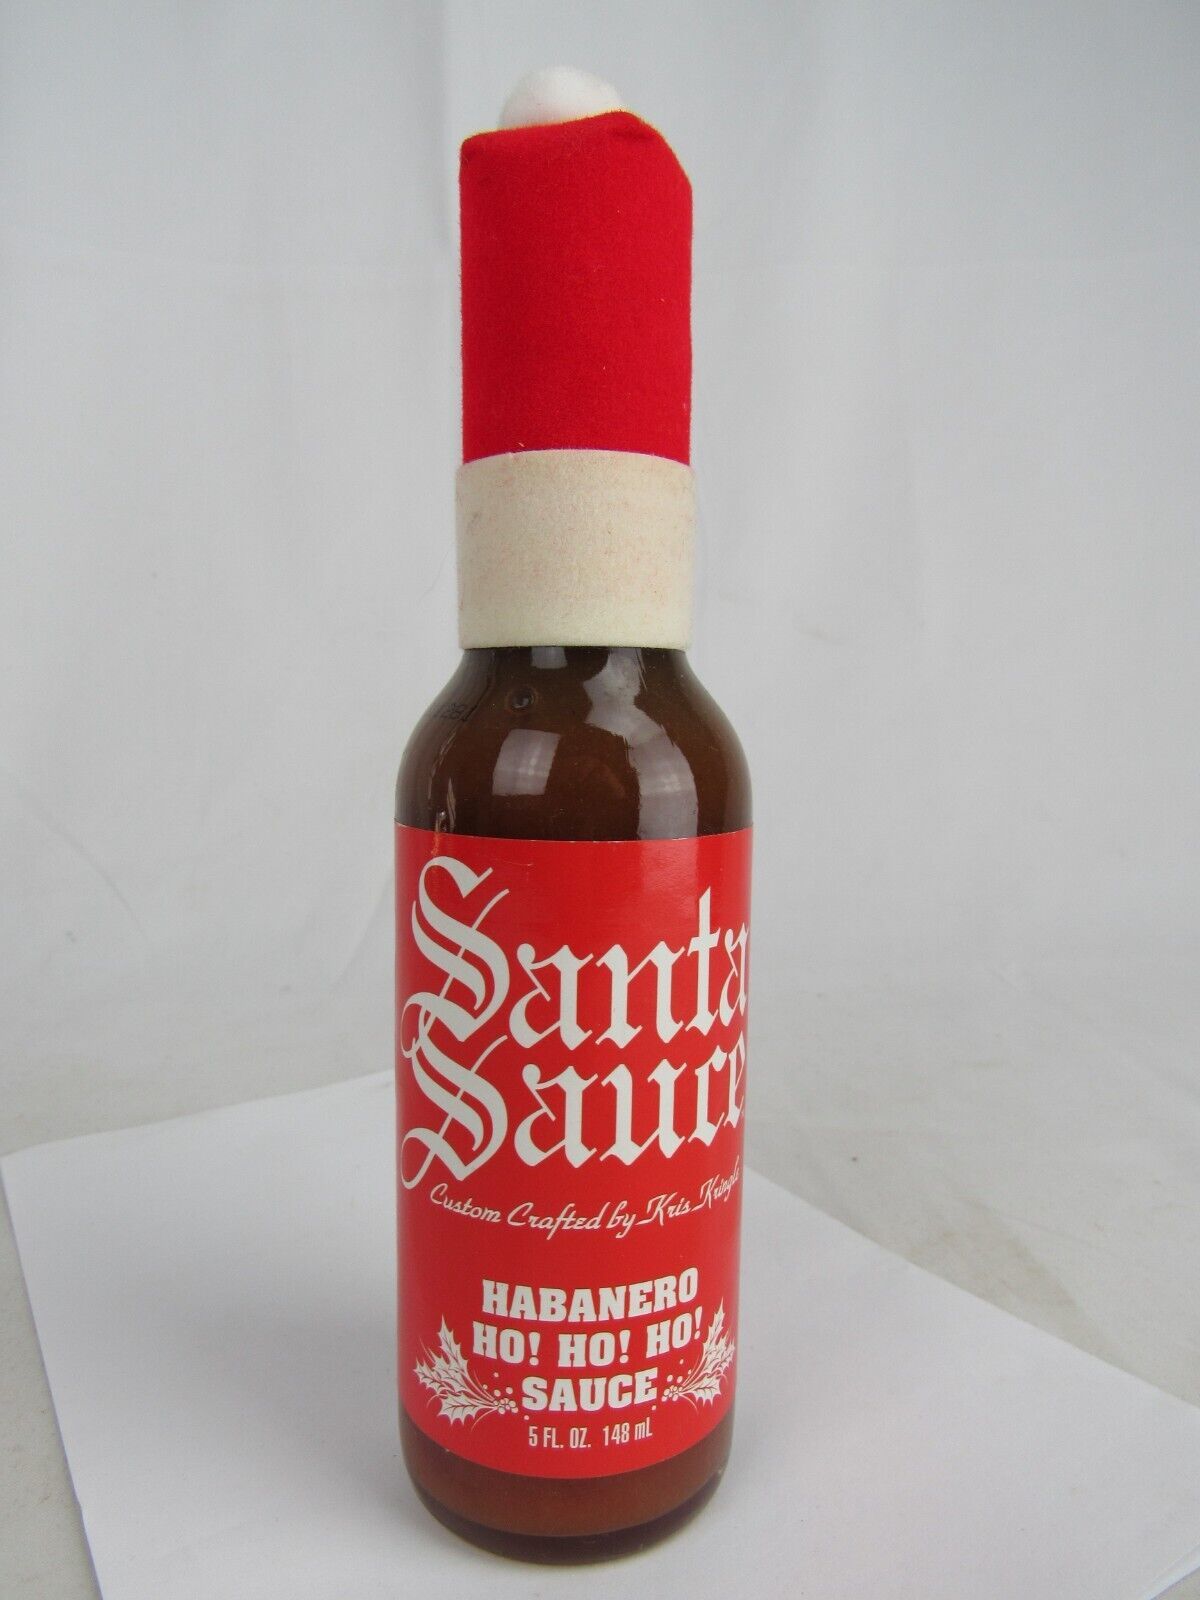 Santa
Sauce
Custom Crafted by Kris Kringle
HABANERO
HO! HO! HO!
SAUCE
5 FL. OZ. 148 mL